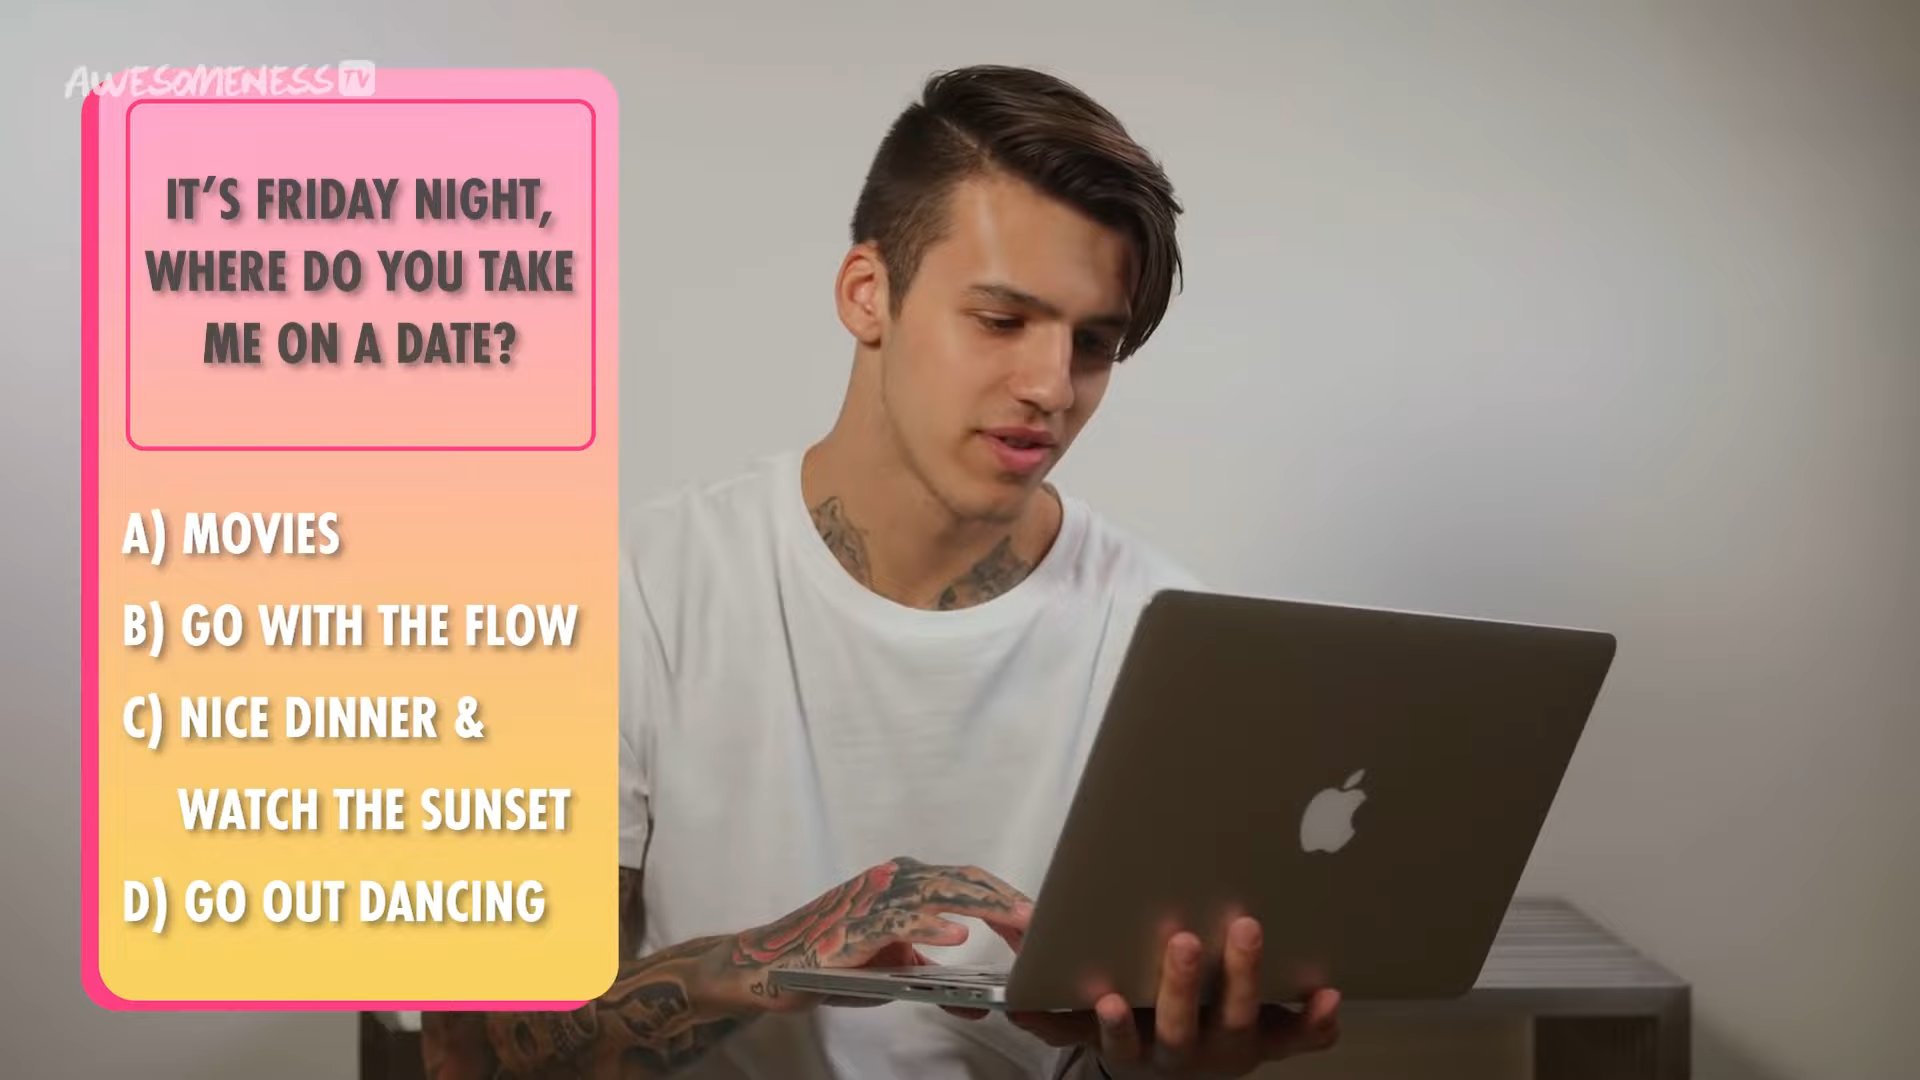 AWESOMENESS TV
IT'S FRIDAY NIGHT,
WHERE DO YOU TAKE
ME ON A DATE?
A) MOVIES
B) GO WITH THE FLOW
C) NICE DINNER &
WATCH THE SUNSET
D) GO OUT DANCING